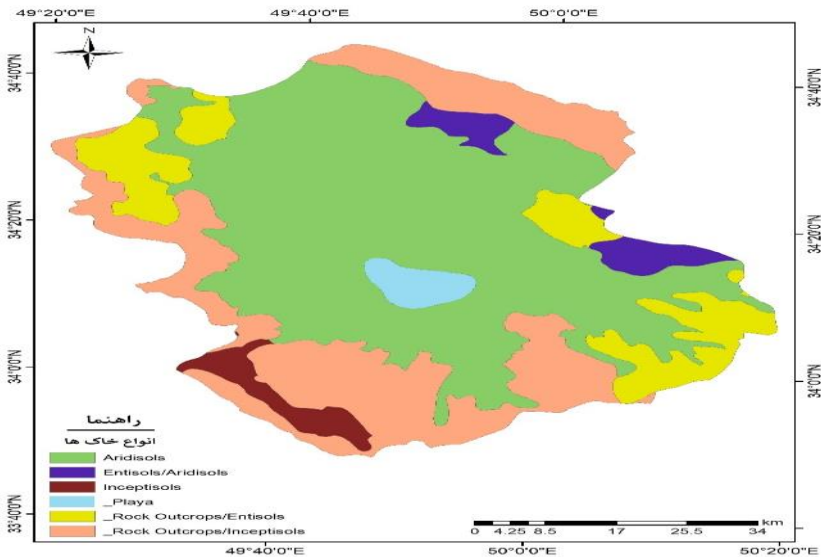 49°20'0"E 49°40'0"E 50°0'0"E
N
34°40'0"N 34°40'0"N
34°20'0"N 34°20'0"N
34°0'0"N 34°0'0"N
33°40'0"N
راهنما
انواع خاک ها
Aridisols
Entisols/Aridisols
Inceptisols
_Playa
_Rock Outcrops/Entisols
_Rock Outcrops/Inceptisols
km
0 4.25 8.5 17 25.5 34
49°40'0"E 50°0'0"E 50°20'0"E